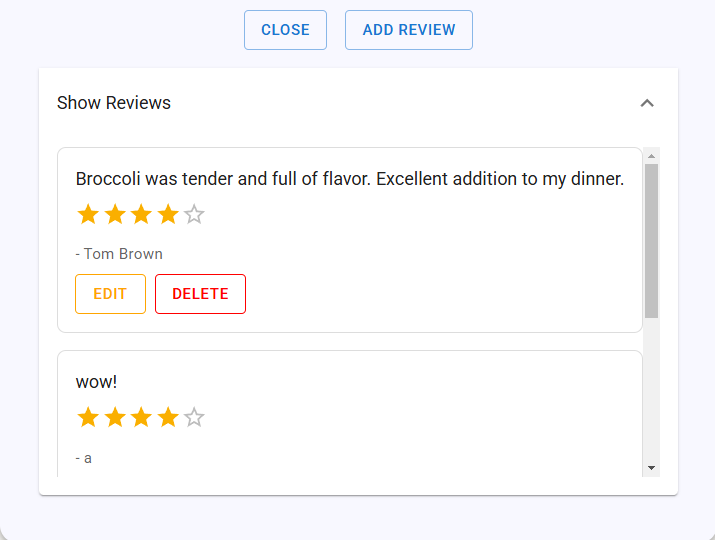 CLOSE ADD REVIEW
Show Reviews
Broccoli was tender and full of flavor. Excellent addition to my dinner.
- Tom Brown
EDIT DELETE
wow!
- a